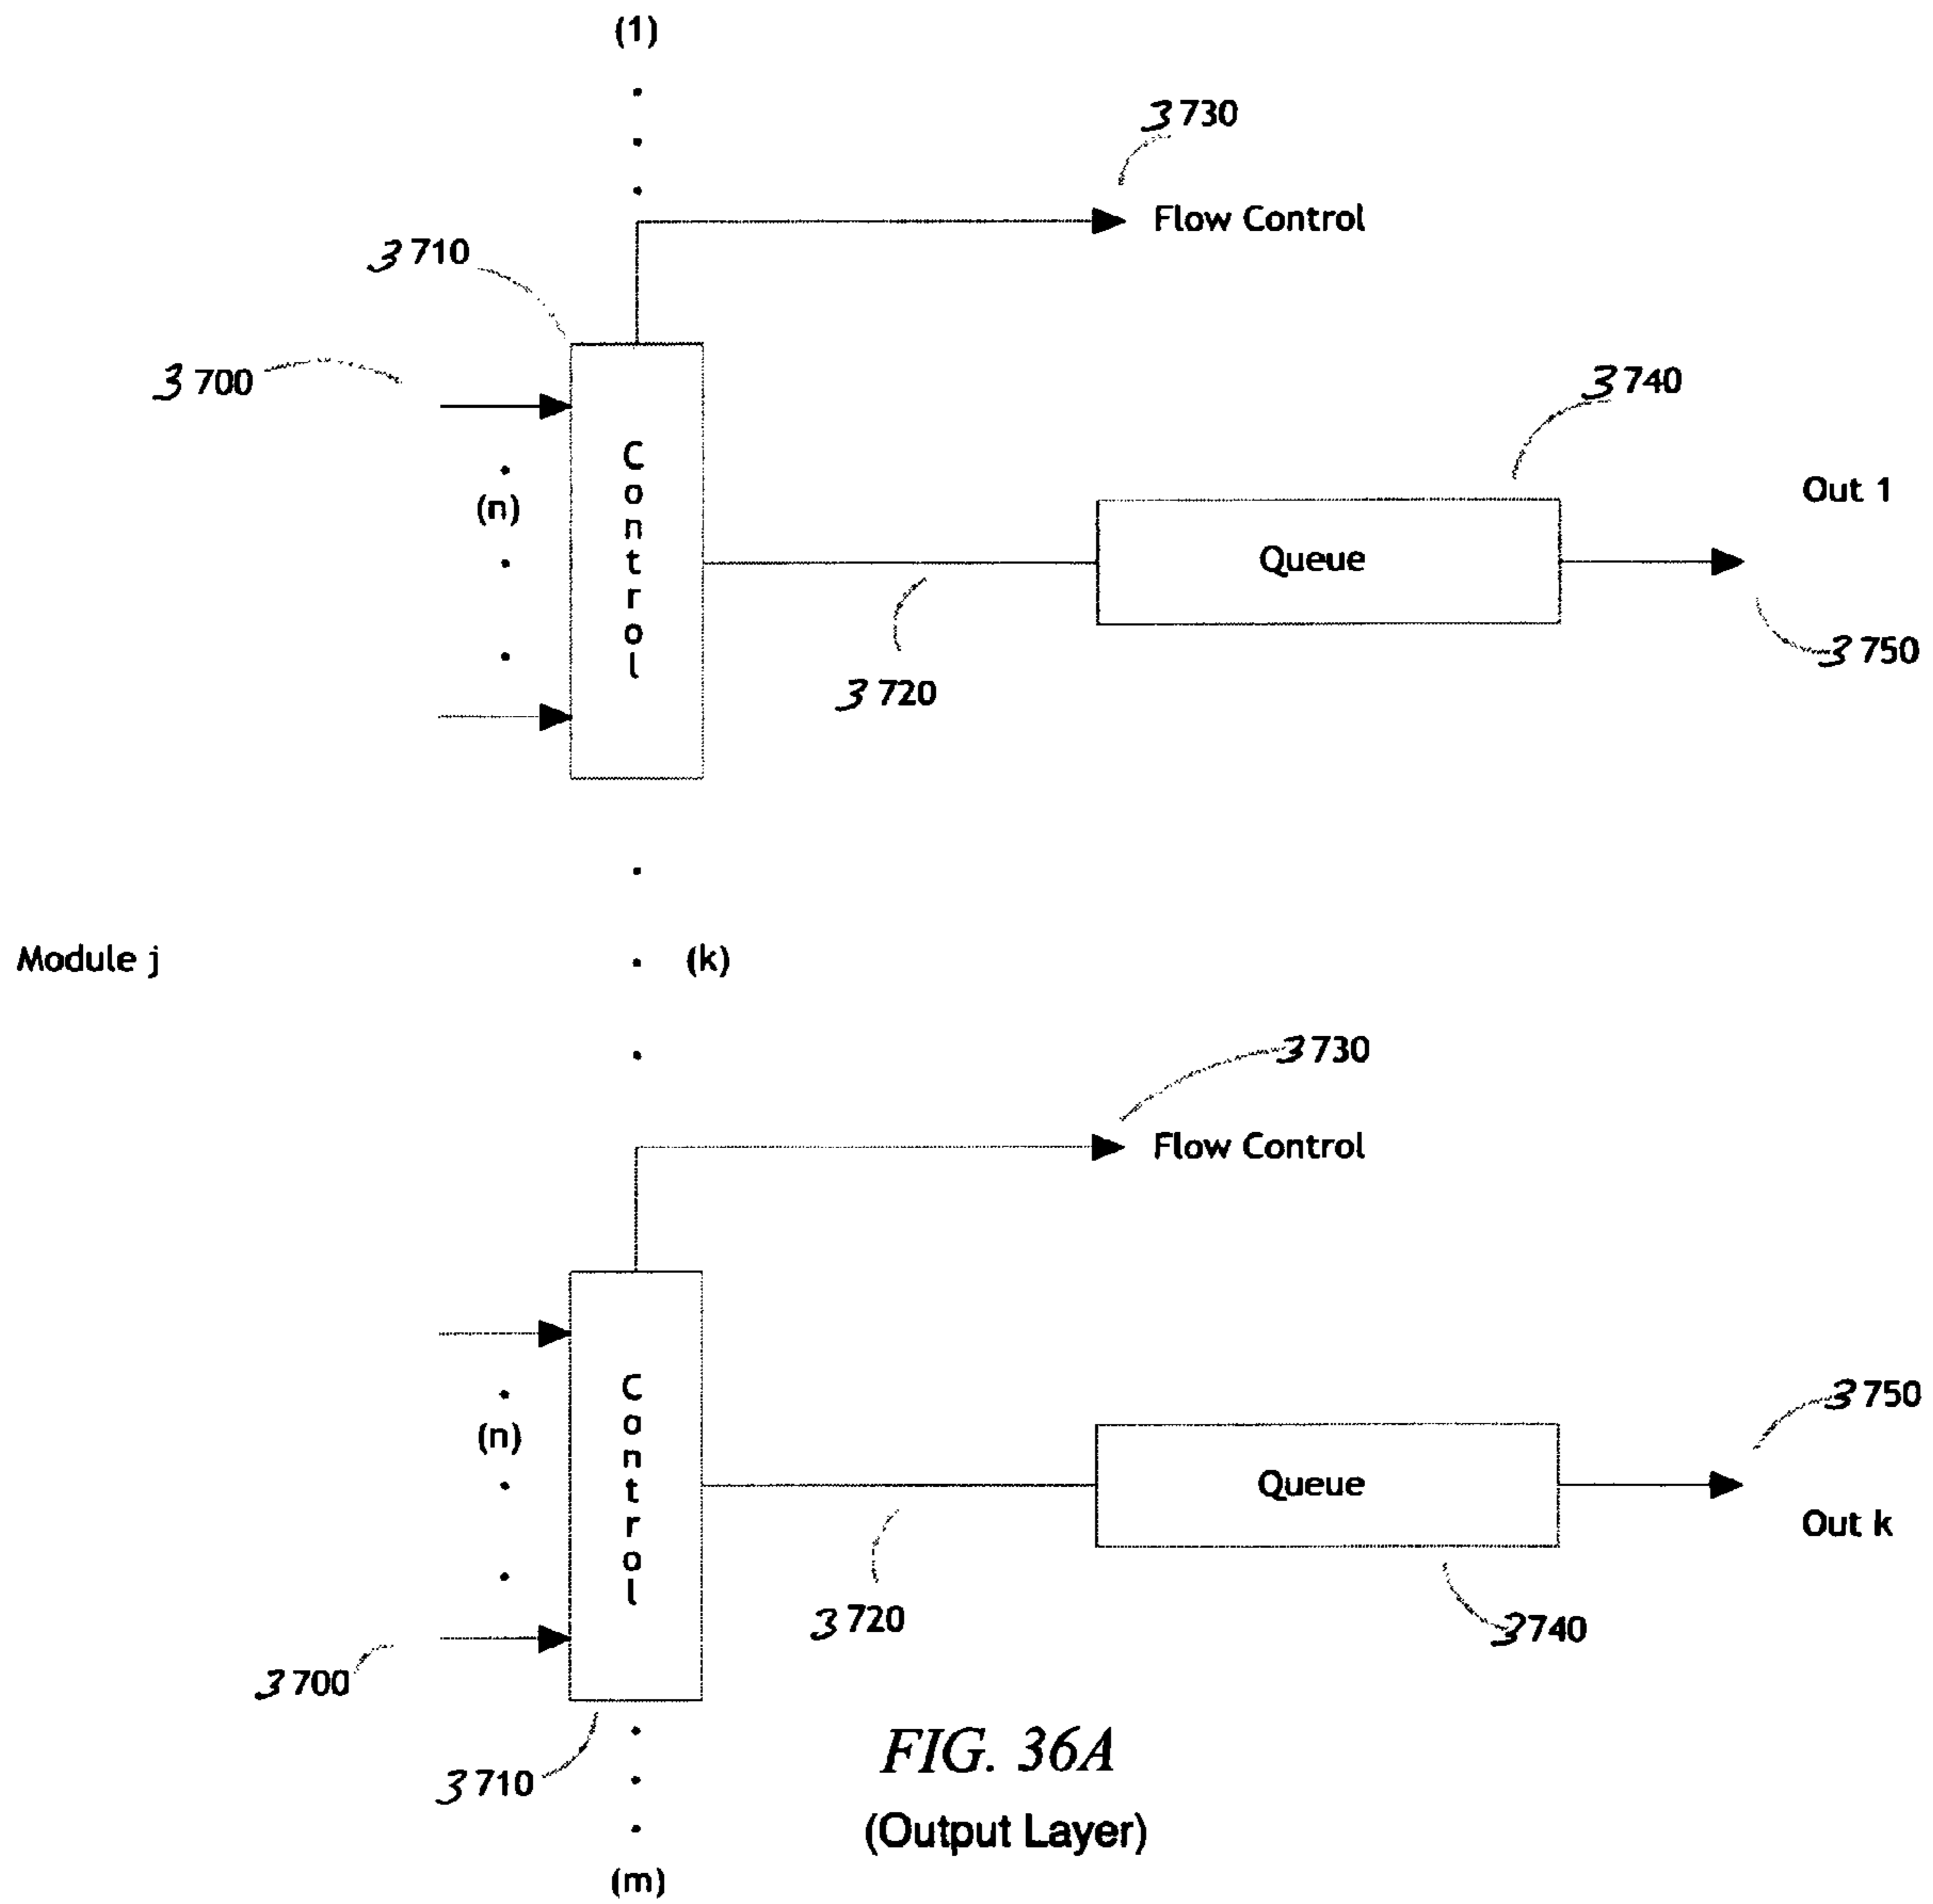 (1)
3730
Flow Control
3710
3700
3740
Control
(n)
Out 1
Queue
3750
3720
Module j
(k)
3730
Flow Control
Control
(n)
3750
Queue
Out k
3720
3740
3700
3710
FIG. 36A
(Output Layer)
(m)